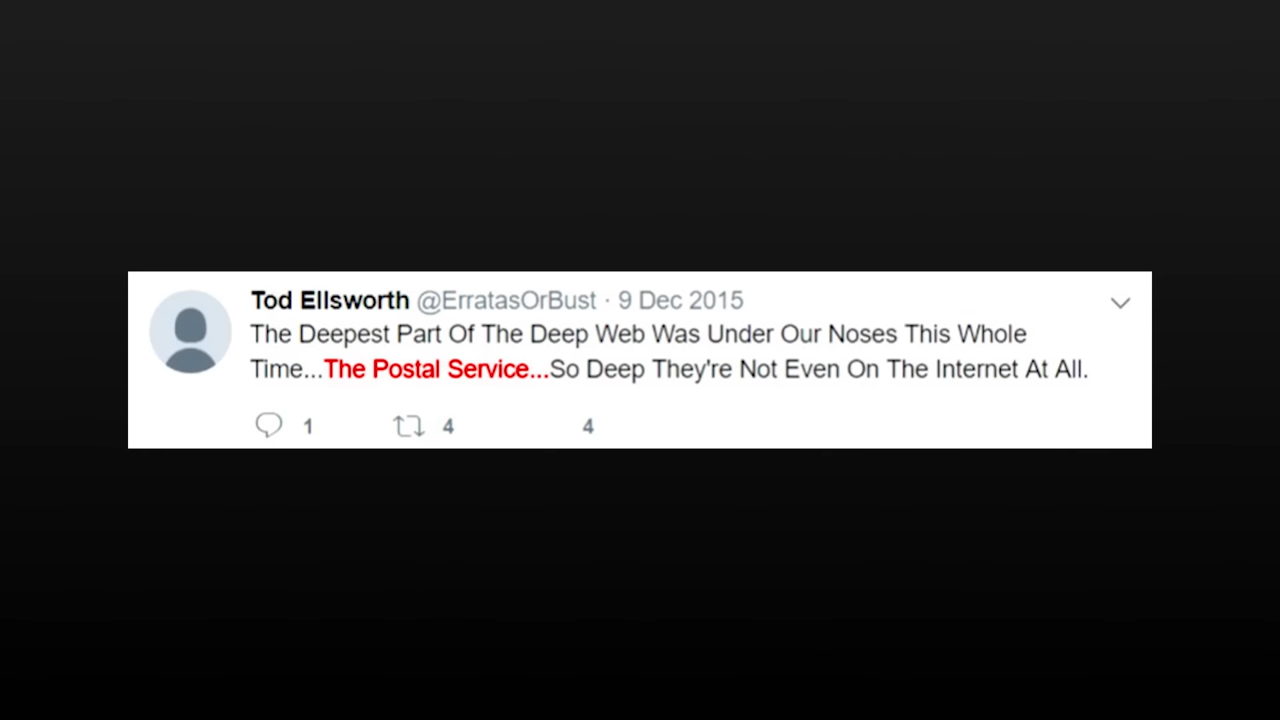 Tod Ellsworth @ErratasOrBust · 9 Dec 2015
The Deepest Part Of The Deep Web Was Under Our Noses This Whole
Time...The Postal Service...So Deep They're Not Even On The Internet At All.
1 4 4